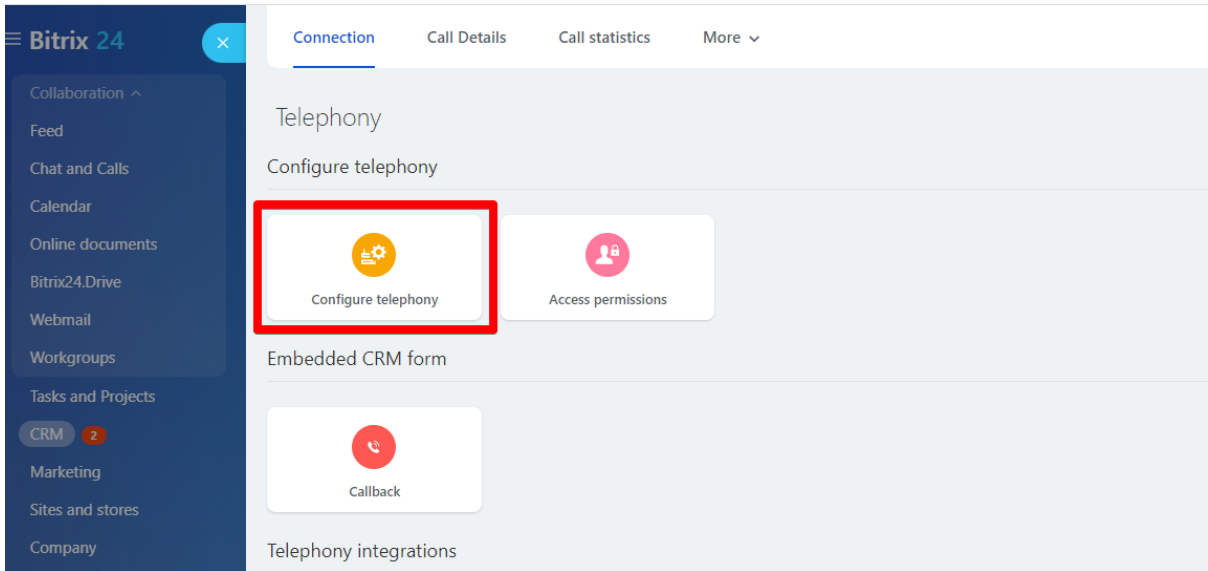 Bitrix 24
Collaboration
Feed
Chat and Calls
Calendar
Online documents
Bitrix24.Drive
Webmail
Workgroups
Tasks and Projects
CRM 2
Marketing
Sites and stores
Company
Connection Call Details Call statistics More
Telephony
Configure telephony
Configure telephony Access permissions
Embedded CRM form
Callback
Telephony integrations